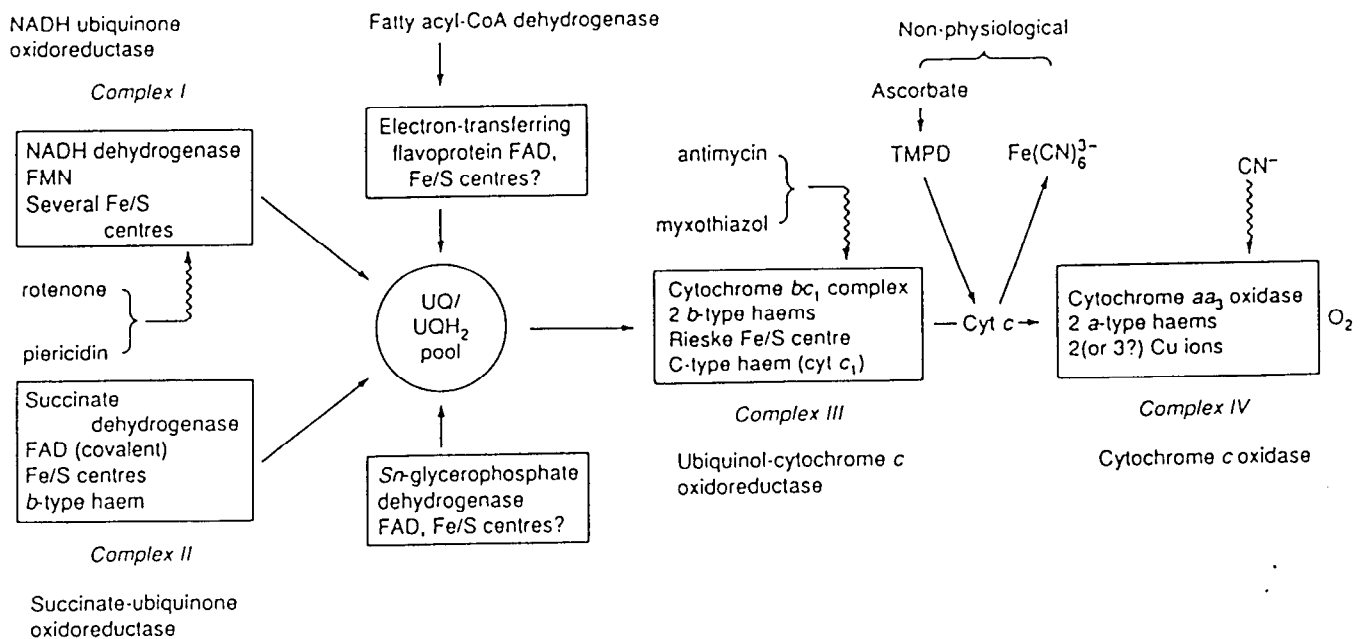 NADH ubiquinone
oxidoreductase
Complex I
NADH dehydrogenase
FMN
Several Fe/S
centres
rotenone
piericidin
Succinate
dehydrogenase
FAD (covalent)
Fe/S centres
b-type haem
Complex II
Succinate-ubiquinone
oxidoreductase
Fatty acyl-CoA dehydrogenase
Electron-transferring
flavoprotein FAD,
Fe/S centres?
UQ/
UQH₂
pool
Sn-glycerophosphate
dehydrogenase
FAD, Fe/S centres?
antimycin
myxothiazol
Cytochrome bc₁ complex
2 b-type haems
Rieske Fe/S centre
C-type haem (cyt c₁)
Complex III
Ubiquinol-cytochrome c
oxidoreductase
Non-physiological
Ascorbate
TMPD
Fe(CN)₆³⁻
Cyt c
CN⁻
Cytochrome aa₃ oxidase
2 a-type haems
2(or 3?) Cu ions
O₂
Complex IV
Cytochrome c oxidase